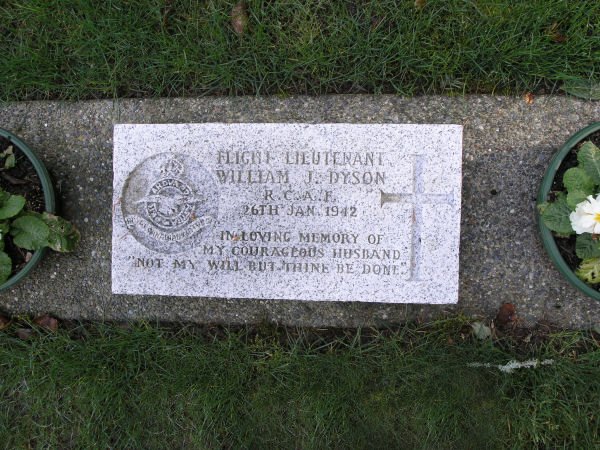 FLIGHT LIEUTENANT
WILLIAM J. DYSON
R.C.A.F.
26TH JAN. 1942
IN LOVING MEMORY OF
MY COURAGEOUS HUSBAND
"NOT MY WILL BUT THINE BE DONE"